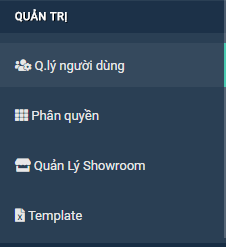 QUẢN TRỊ
Q.lý người dùng
Phân quyền
Quản Lý Showroom
Template